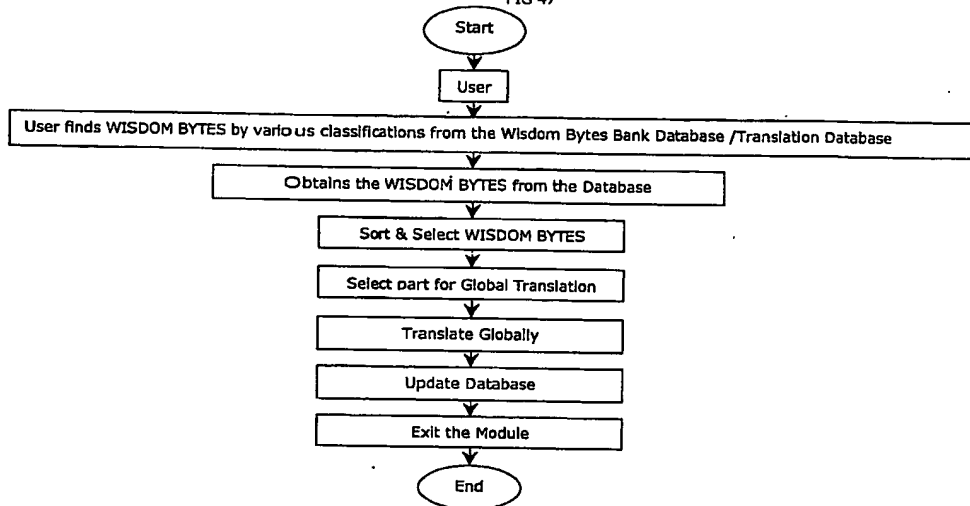 FIG 47
Start
User
User finds WISDOM BYTES by various classifications from the Wisdom Bytes Bank Database /Translation Database
Obtains the WISDOM BYTES from the Database
Sort & Select WISDOM BYTES
Select part for Global Translation
Translate Globally
Update Database
Exit the Module
End